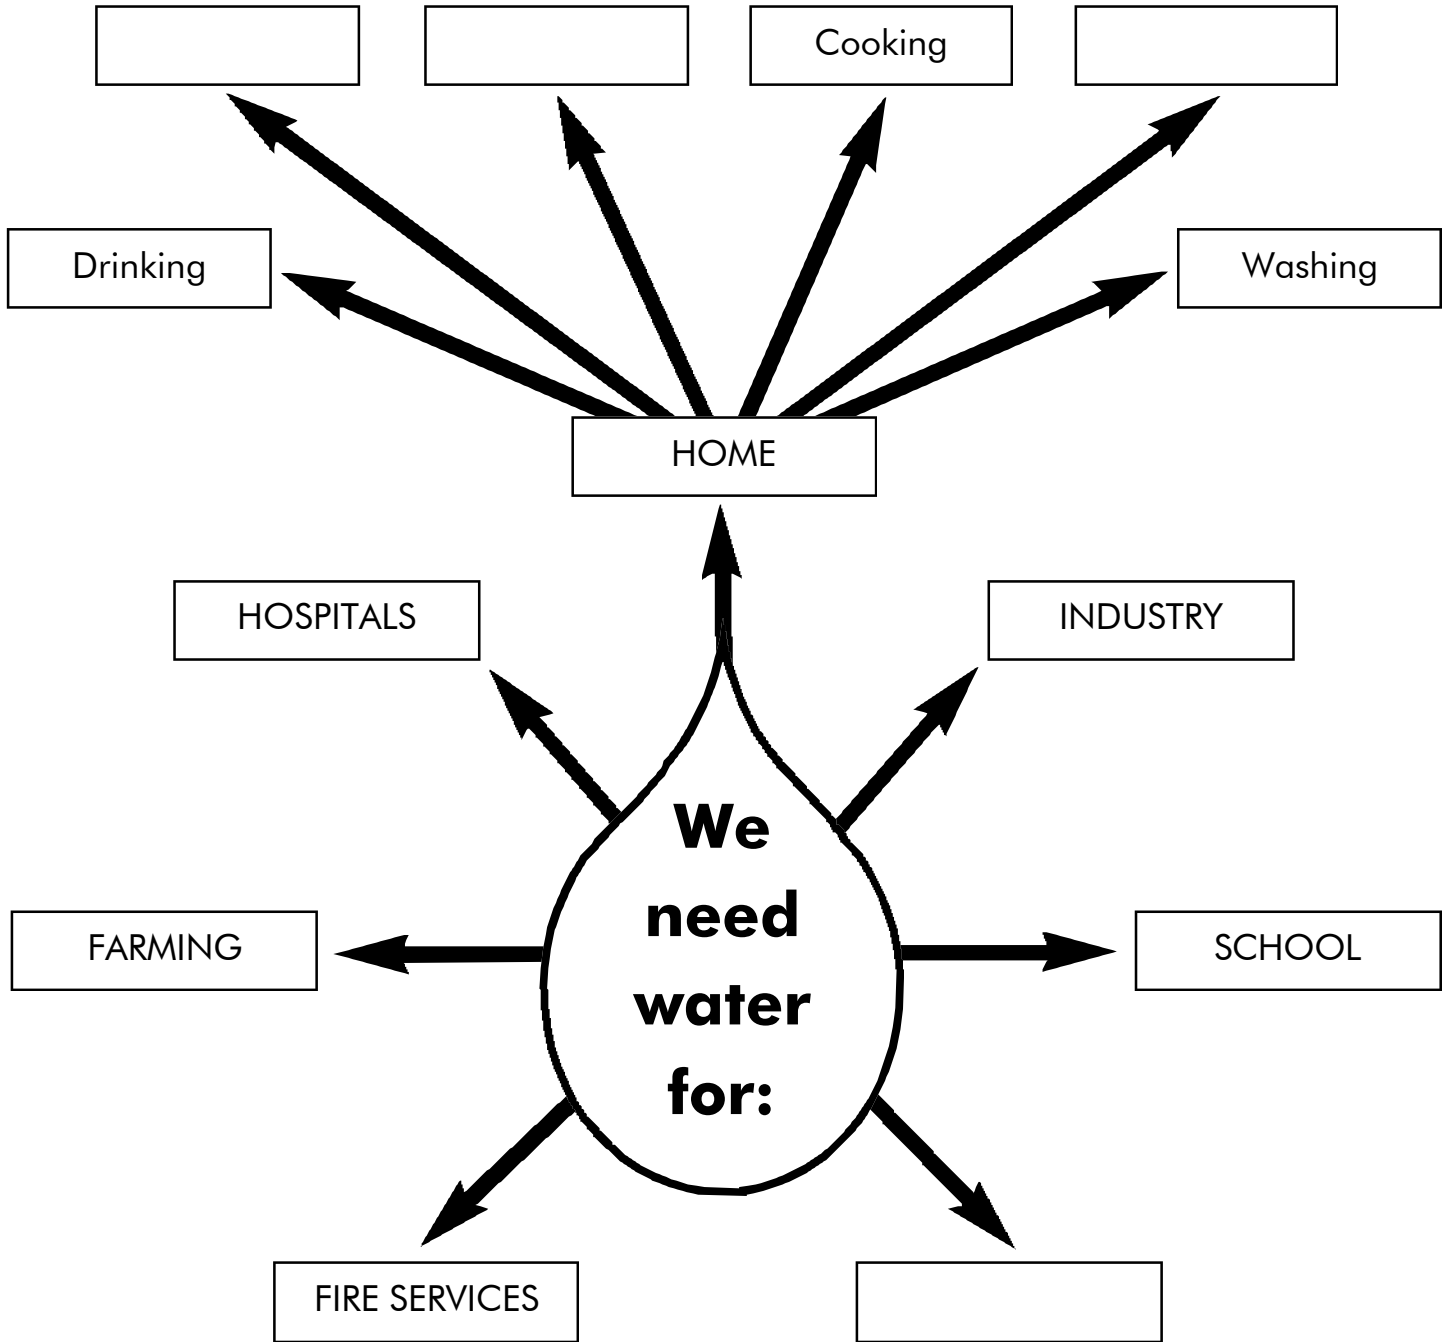 Cooking
Drinking
Washing
HOME
HOSPITALS
INDUSTRY
We
need
water
for:
FARMING
SCHOOL
FIRE SERVICES